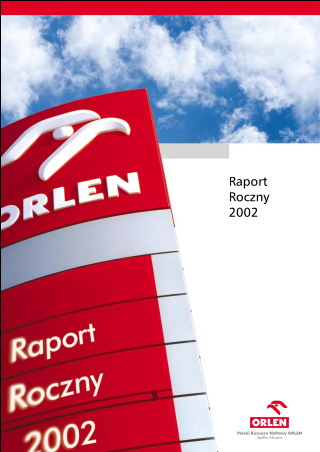 ORLEN
Raport
Roczny
2002
Raport
Roczny
2002
ORLEN
Polski Koncern Naftowy ORLEN
Spółka Akcyjna